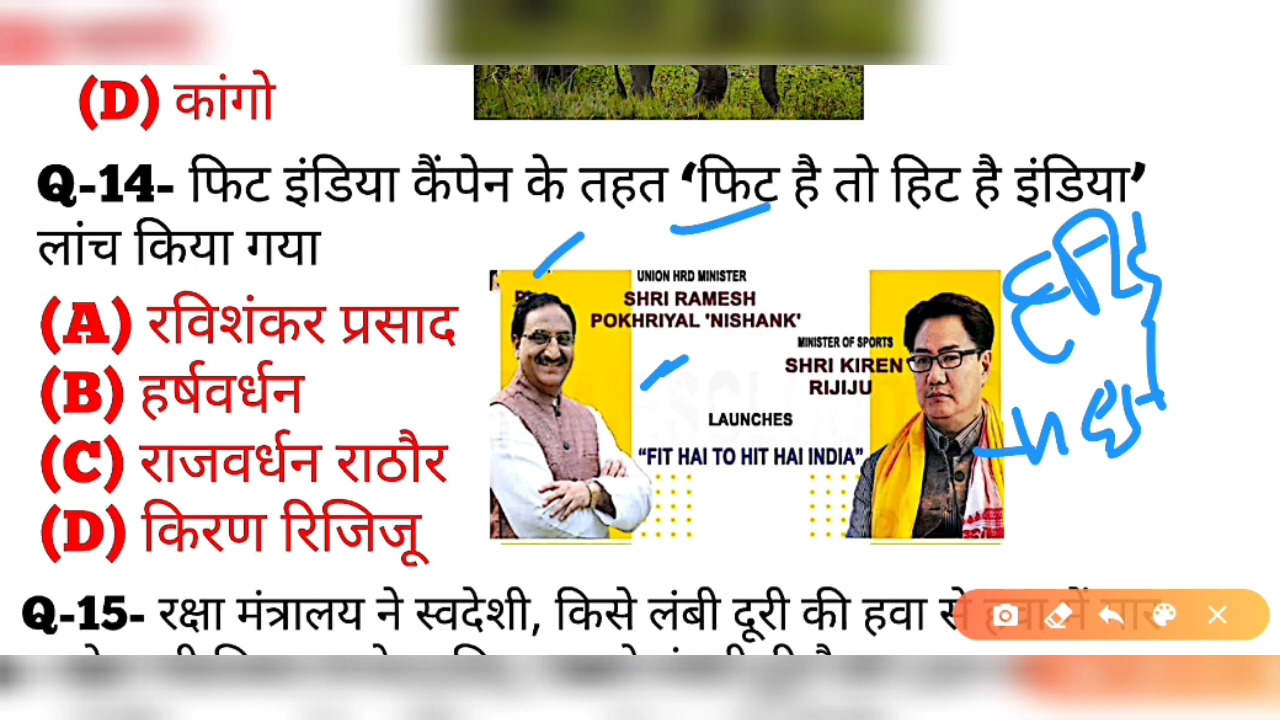 (D) कांगो
Q-14- फिट इंडिया कैंपेन के तहत ‘फिट है तो हिट है इंडिया’
लांच किया गया
(A) रविशंकर प्रसाद
(B) हर्षवर्धन
(C) राजवर्धन राठौर
(D) किरण रिजिजू
UNION HRD MINISTER
SHRI RAMESH
POKHRIYAL 'NISHANK'
MINISTER OF SPORTS
SHRI KIREN
RIJIJU
LAUNCHES
“FIT HAI TO HIT HAI INDIA”
Q-15- रक्षा मंत्रालय ने स्वदेशी, किसे लंबी दूरी की हवा से हवा में मार